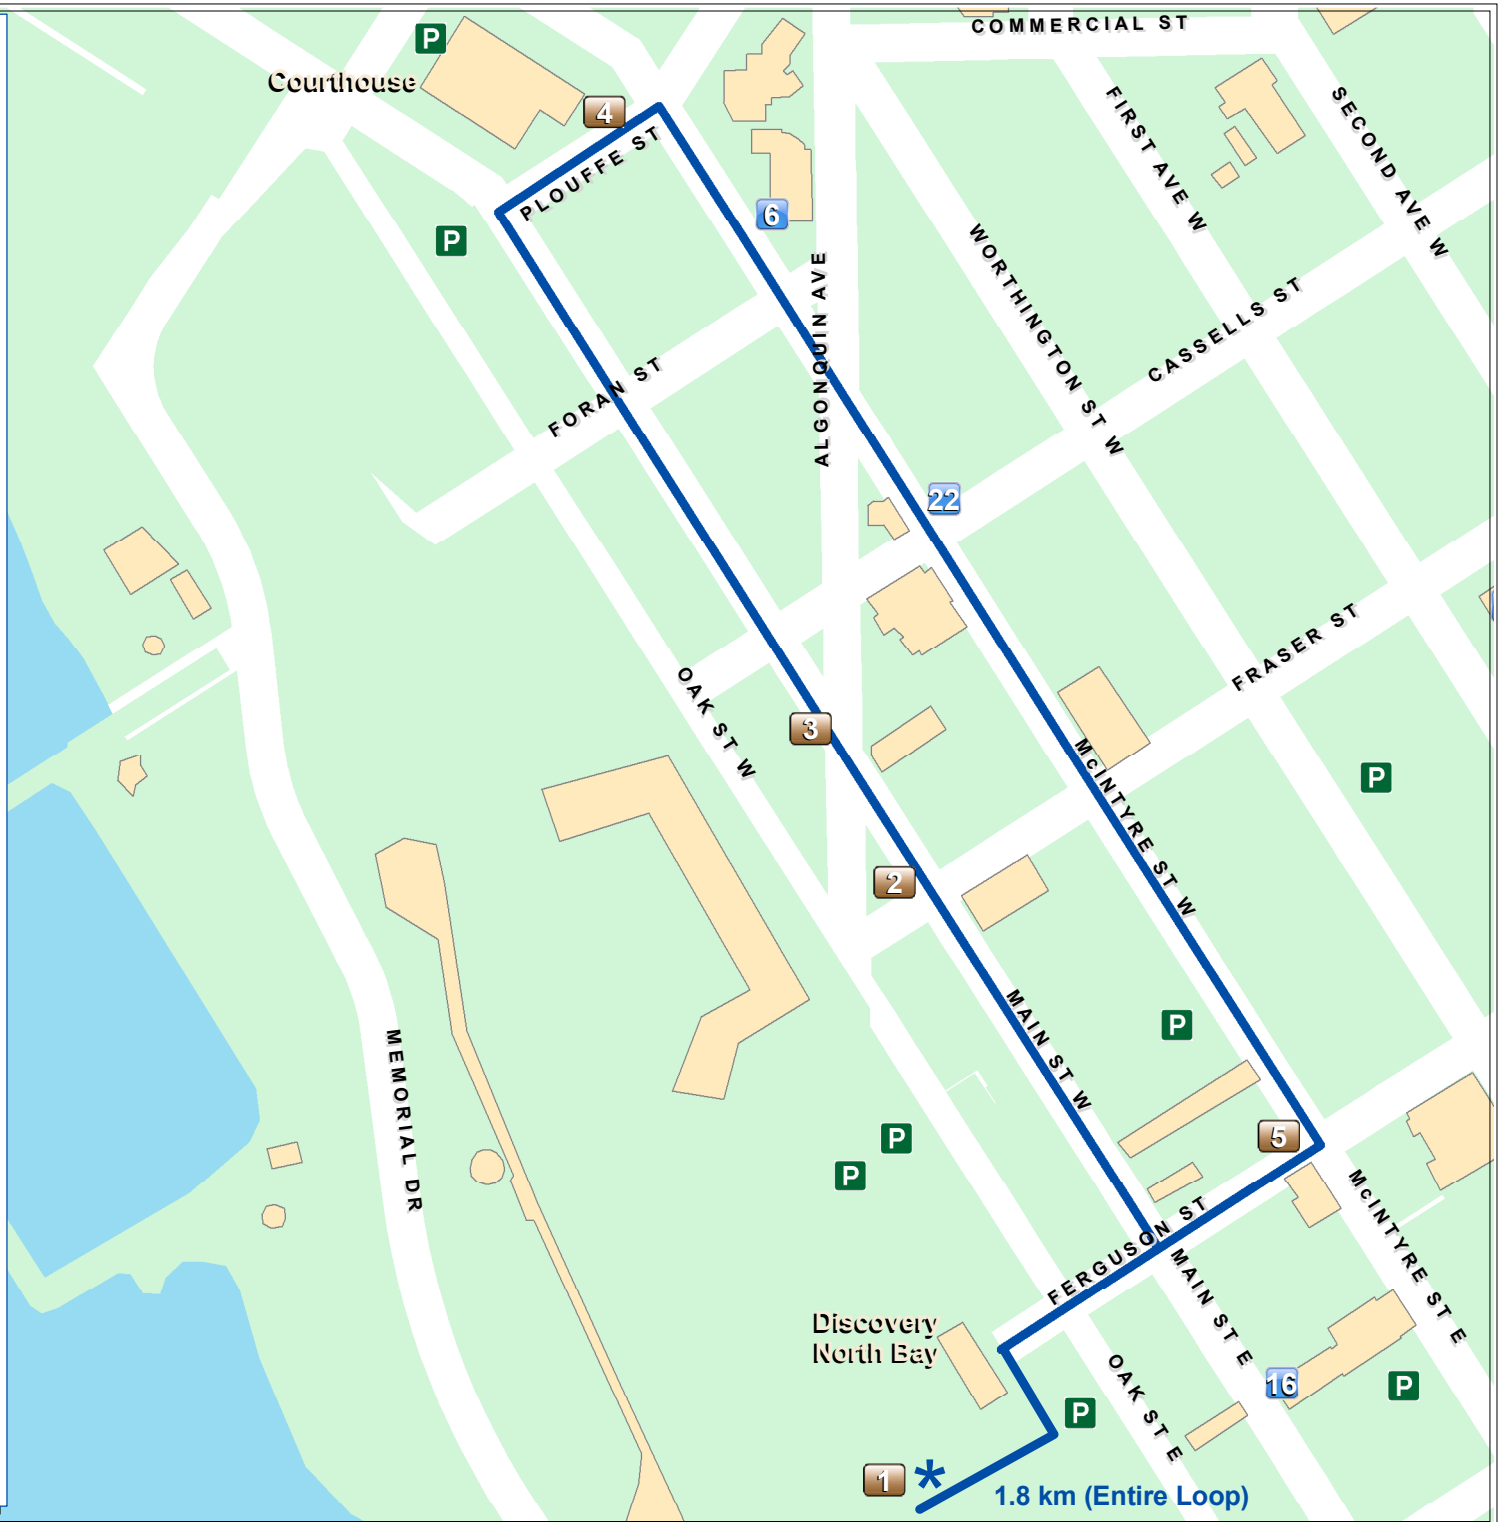 COMMERCIAL ST
P
Courthouse
4
PLOUFFE ST
FIRST AVE W
SECOND AVE W
6
P
WORTHINGTON ST W
ALGONQUIN AVE
CASSELLS ST
FORAN ST
22
FRASER ST
OAK ST W
3
McINTYRE ST W
P
2
MAIN ST W
P
MEMORIAL DR
P
5
P
McINTYRE ST E
FERGUSON ST
MAIN ST E
Discovery
North Bay
OAK ST E
16
P
P
1
*
1.8 km (Entire Loop)